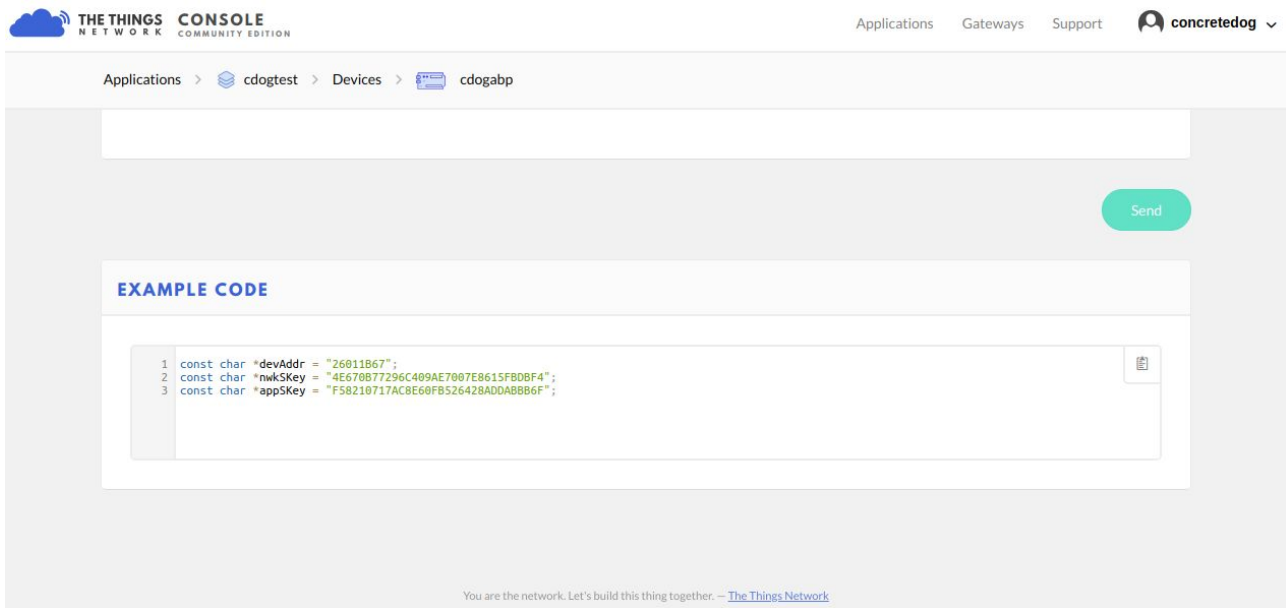 THE THINGS CONSOLE
NETWORK COMMUNITY EDITION
Applications Gateways Support concretedog
Applications > cdogtest > Devices > cdogabp
Send
EXAMPLE CODE
1 const char *devAddr = "26011B67";
2 const char *nwkSKey = "4E670B77296C409AE7007E8615FBDBF4";
3 const char *appSKey = "F58210717AC8E60FB526428ADDABBB6F";
You are the network. Let's build this thing together. — The Things Network